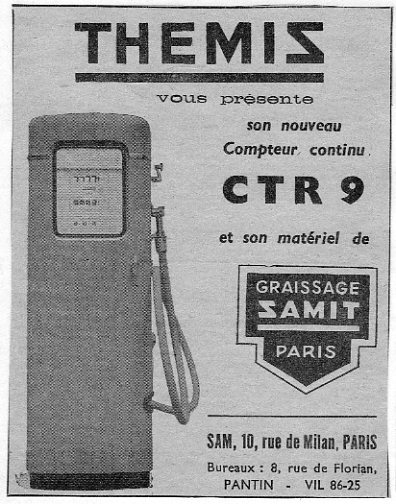 THEMIS
vous présente
son nouveau
Compteur continu
CTR 9
et son matériel de
GRAISSAGE
SAMIT
PARIS
SAM, 10, rue de Milan, PARIS
Bureaux : 8, rue de Florian,
PANTIN - VIL 86-25